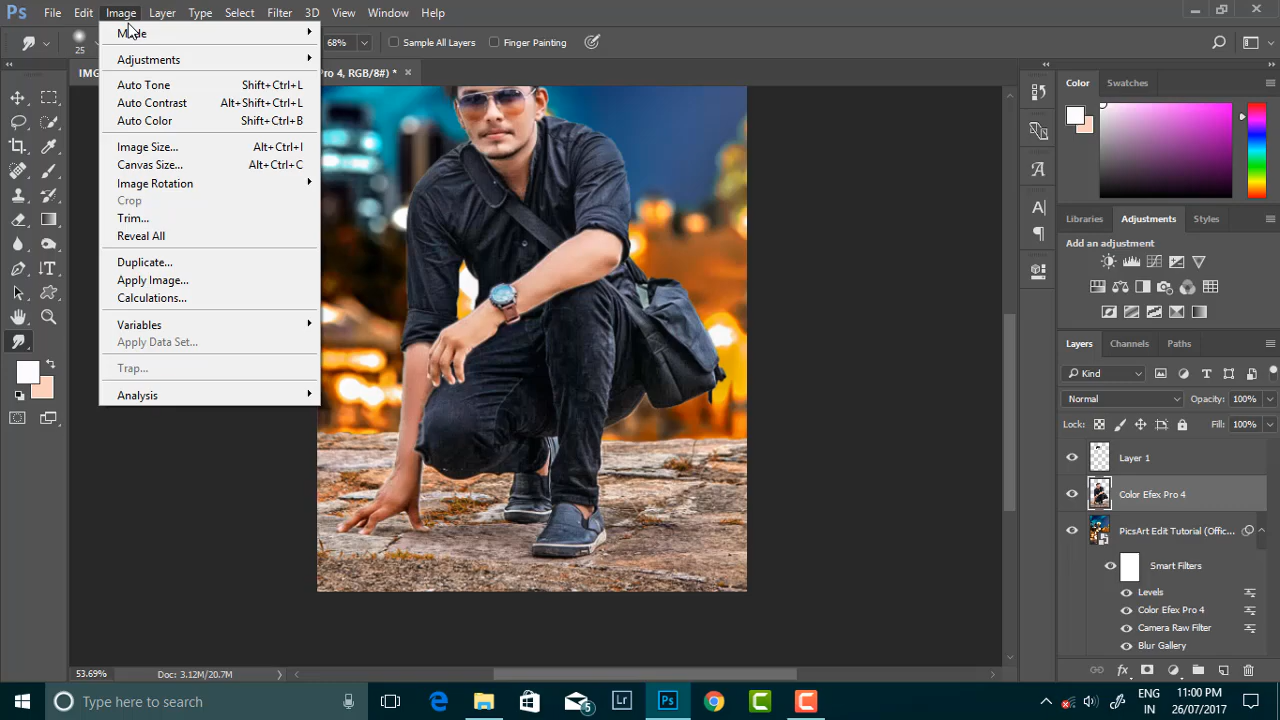 Ps File Edit Image Layer Type Select Filter 3D View Window Help
25 68% Sample All Layers Finger Painting
IMG Pro 4, RGB/8#) * ×
Mode
Adjustments
Auto Tone Shift+Ctrl+L
Auto Contrast Alt+Shift+Ctrl+L
Auto Color Shift+Ctrl+B
Image Size... Alt+Ctrl+I
Canvas Size... Alt+Ctrl+C
Image Rotation
Crop
Trim...
Reveal All
Duplicate...
Apply Image...
Calculations...
Variables
Apply Data Set...
Trap...
Analysis
Color Swatches
Libraries Adjustments Styles
Add an adjustment
Layers Channels Paths
Kind
Normal Opacity: 100%
Lock: Fill: 100%
Layer 1
Color Efex Pro 4
PicsArt Edit Tutorial (Offic...
Smart Filters
Levels
Color Efex Pro 4
Camera Raw Filter
Blur Gallery
53.69% Doc: 3.12M/20.7M
Type here to search
5 Lr Ps
ENG 11:00 PM
IN 26/07/2017